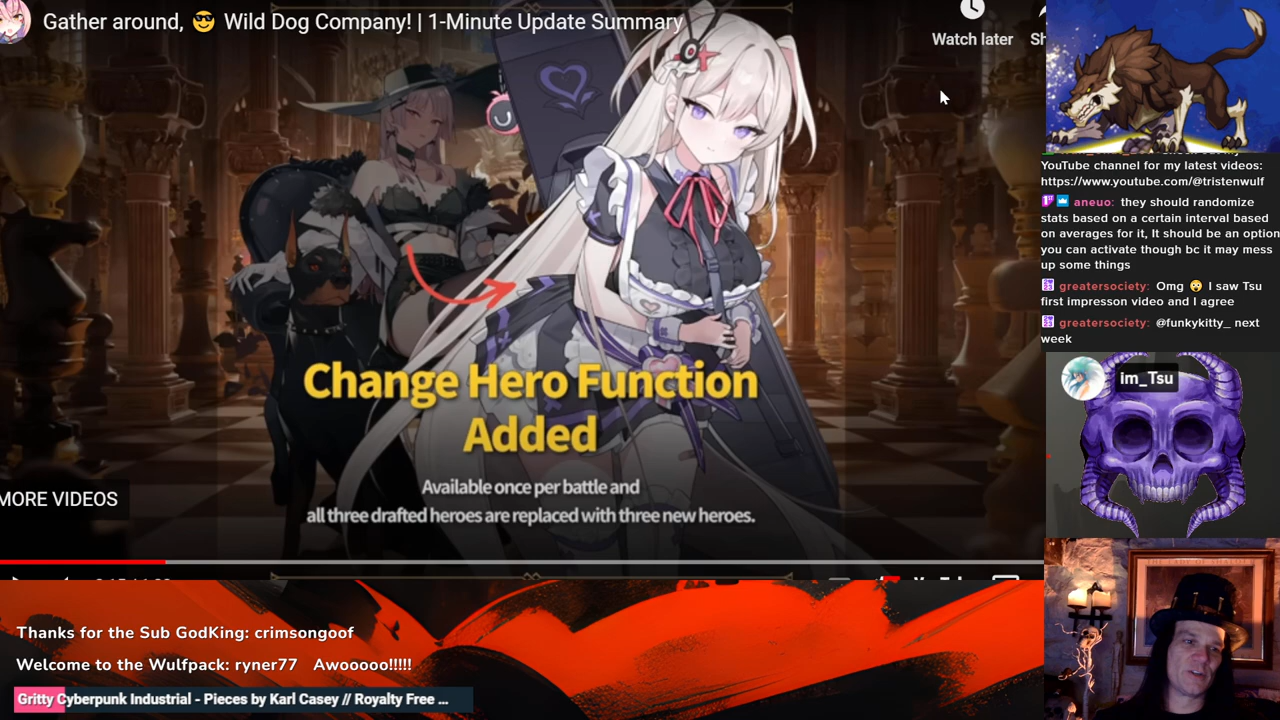 Gather around, 😎 Wild Dog Company! | 1-Minute Update Summary
Watch later
Change Hero Function
Added
Available once per battle and
all three drafted heroes are replaced with three new heroes.
MORE VIDEOS
YouTube channel for my latest videos:
https://www.youtube.com/@tristenwulf
aneuo: they should randomize
stats based on a certain interval based
on averages for it, It should be an option
you can activate though bc it may mess
up some things
greatersociety: Omg 😲 I saw Tsu
first impresson video and I agree
greatersociety: @funkykitty_ next
week
im_Tsu
Thanks for the Sub GodKing: crimsongoof
Welcome to the Wulfpack: ryner77 Awooooo!!!!!
Gritty Cyberpunk Industrial - Pieces by Karl Casey // Royalty Free ...